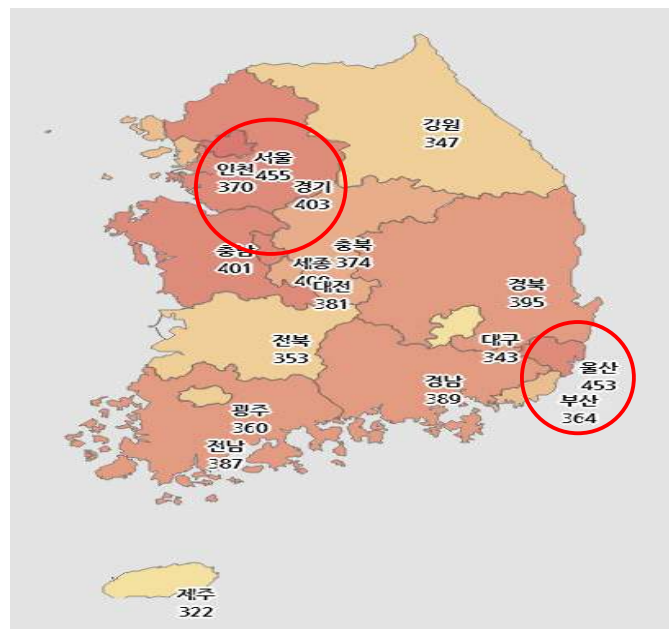 강원
347
서울
455
인천
370
경기
403
충남
401
충북
374
세종
대전
381
경북
395
전북
353
대구
343
울산
453
경남
389
부산
364
광주
360
전남
387
제주
322